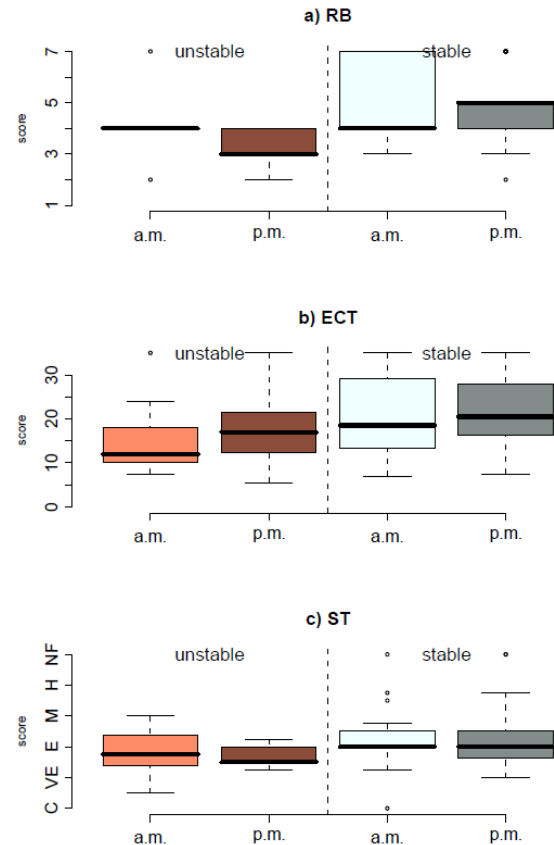 a) RB
unstable
stable
score
7
5
3
1
a.m.
p.m.
a.m.
p.m.
b) ECT
unstable
stable
score
30
20
10
0
a.m.
p.m.
a.m.
p.m.
c) ST
unstable
stable
score
NF
H
M
E
VE
C
a.m.
p.m.
a.m.
p.m.